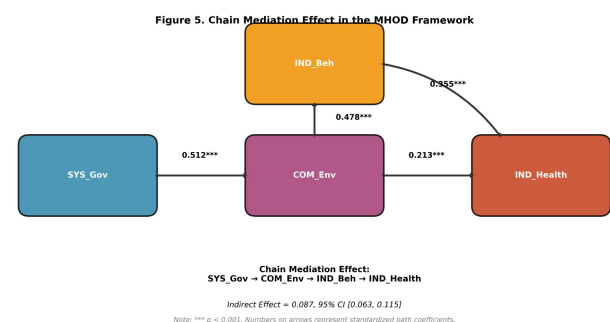 Figure 5. Chain Mediation Effect in the MHOD Framework
IND_Beh
0.355***
0.478***
0.512***
0.213***
SYS_Gov
COM_Env
IND_Health
Chain Mediation Effect:
SYS_Gov → COM_Env → IND_Beh → IND_Health
Indirect Effect = 0.087, 95% CI [0.063, 0.115]
Note: *** p < 0.001. Numbers on arrows represent standardized path coefficients.